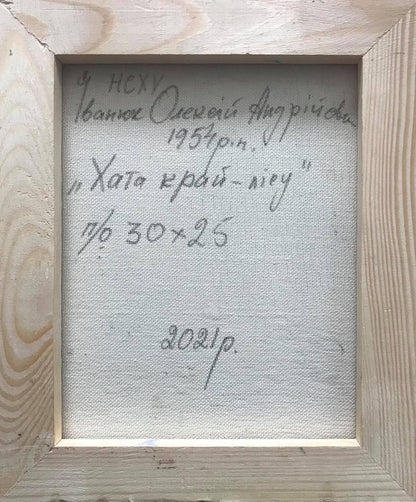 ч НСХУ
Іванюк Олексій Андрійович
1954р.н.
„Хата край-лісу"
п/о 30×25
2021р.